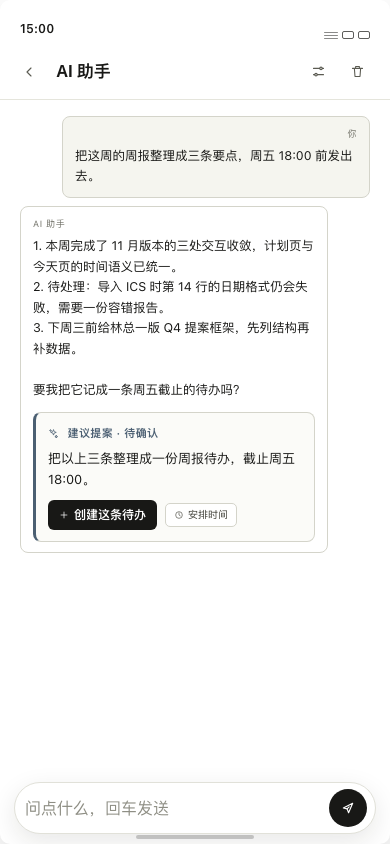 15:00
AI 助手
你
把这周的周报整理成三条要点，周五 18:00 前发出
去。
AI 助手
1. 本周完成了 11 月版本的三处交互收敛，计划页与
今天页的时间语义已统一。
2. 待处理：导入 ICS 时第 14 行的日期格式仍会失
败，需要一份容错报告。
3. 下周三前给林总一版 Q4 提案框架，先列结构再
补数据。
要我把它记成一条周五截止的待办吗？
建议提案 · 待确认
把以上三条整理成一份周报待办，截止周五
18:00。
创建这条待办
安排时间
问点什么，回车发送